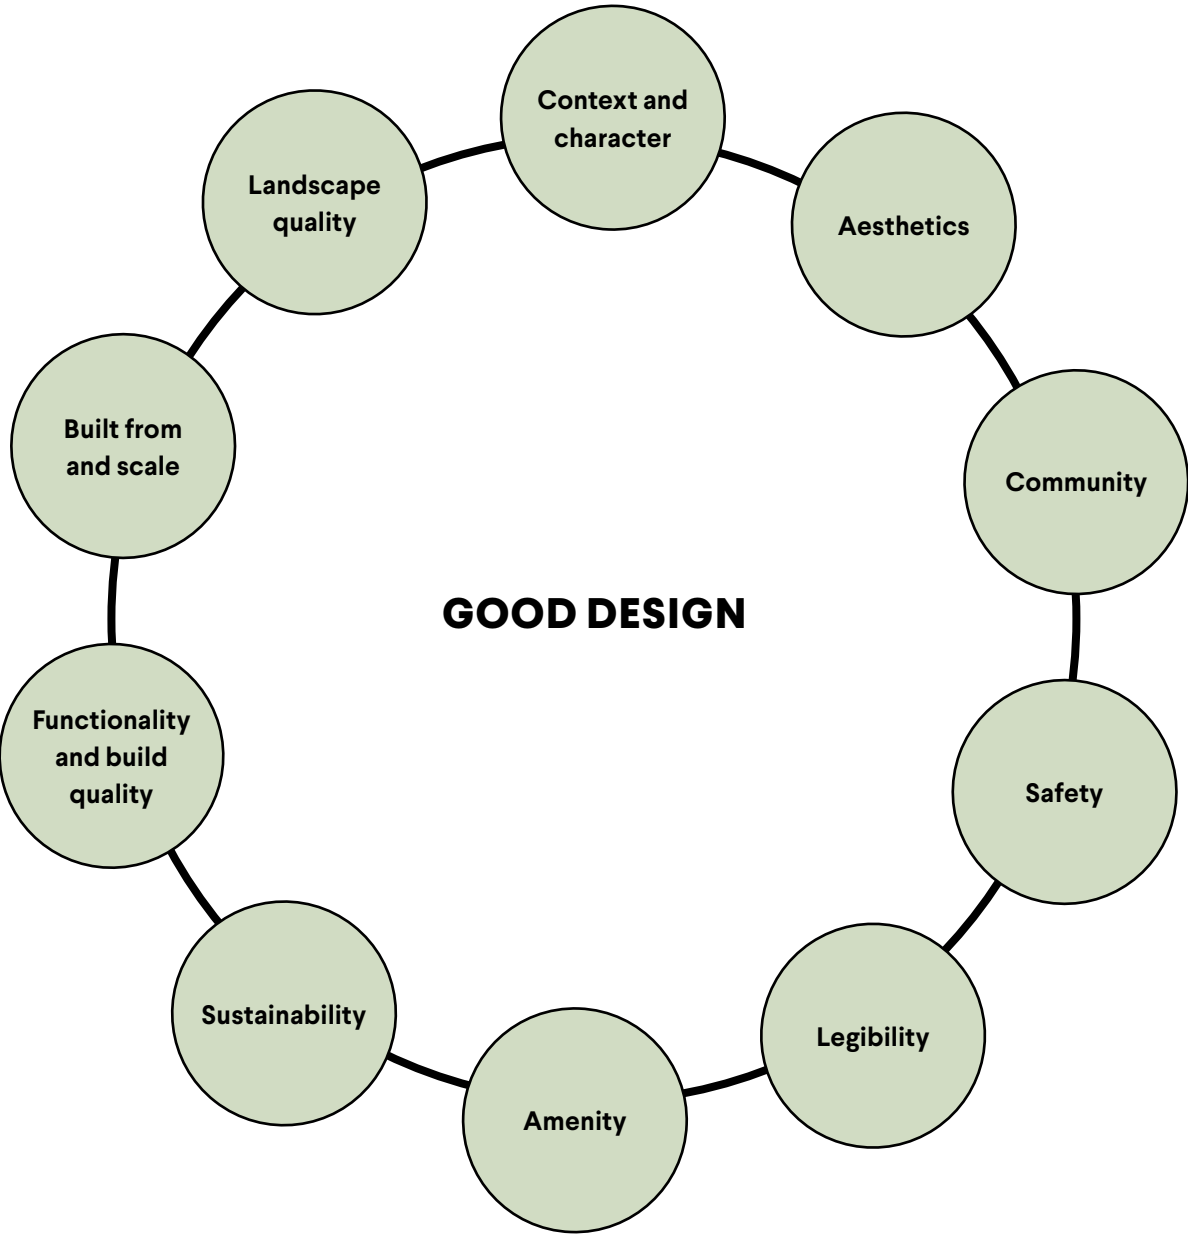 Context and
character
Aesthetics
Community
Safety
Legibility
Amenity
Sustainability
Functionality
and build
quality
Built from
and scale
Landscape
quality
GOOD DESIGN